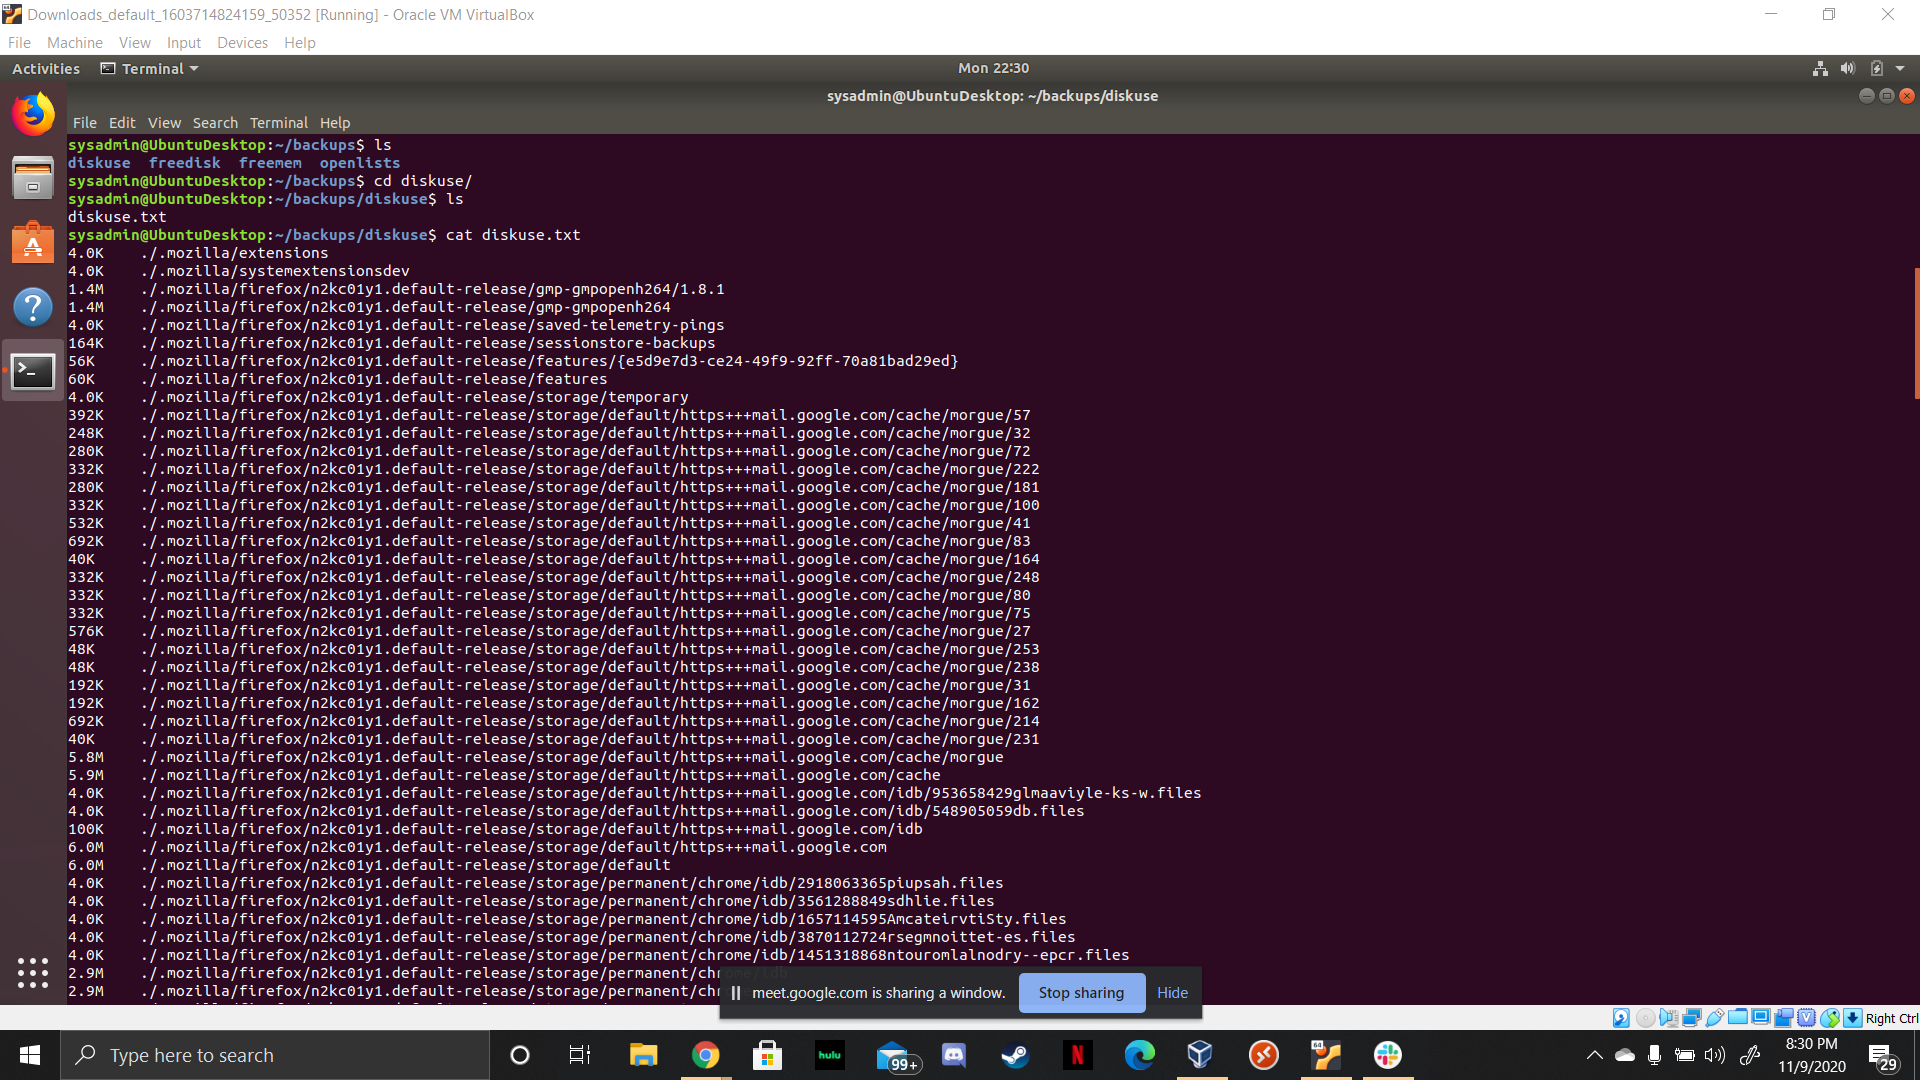 Downloads_default_1603714824159_50352 [Running] - Oracle VM VirtualBox
File Machine View Input Devices Help
Activities Terminal Mon 22:30
sysadmin@UbuntuDesktop: ~/backups/diskuse
File Edit View Search Terminal Help
sysadmin@UbuntuDesktop:~/backups$ ls
diskuse freedisk freemem openlists
sysadmin@UbuntuDesktop:~/backups$ cd diskuse/
sysadmin@UbuntuDesktop:~/backups/diskuse$ ls
diskuse.txt
sysadmin@UbuntuDesktop:~/backups/diskuse$ cat diskuse.txt
4.0K ./.mozilla/extensions
4.0K ./.mozilla/systemextensionsdev
1.4M ./.mozilla/firefox/n2kc01y1.default-release/gmp-gmpopenh264/1.8.1
1.4M ./.mozilla/firefox/n2kc01y1.default-release/gmp-gmpopenh264
4.0K ./.mozilla/firefox/n2kc01y1.default-release/saved-telemetry-pings
164K ./.mozilla/firefox/n2kc01y1.default-release/sessionstore-backups
56K ./.mozilla/firefox/n2kc01y1.default-release/features/{e5d9e7d3-ce24-49f9-92ff-70a81bad29ed}
60K ./.mozilla/firefox/n2kc01y1.default-release/features
4.0K ./.mozilla/firefox/n2kc01y1.default-release/storage/temporary
392K ./.mozilla/firefox/n2kc01y1.default-release/storage/default/https+++mail.google.com/cache/morgue/57
248K ./.mozilla/firefox/n2kc01y1.default-release/storage/default/https+++mail.google.com/cache/morgue/32
280K ./.mozilla/firefox/n2kc01y1.default-release/storage/default/https+++mail.google.com/cache/morgue/72
332K ./.mozilla/firefox/n2kc01y1.default-release/storage/default/https+++mail.google.com/cache/morgue/222
280K ./.mozilla/firefox/n2kc01y1.default-release/storage/default/https+++mail.google.com/cache/morgue/181
332K ./.mozilla/firefox/n2kc01y1.default-release/storage/default/https+++mail.google.com/cache/morgue/100
532K ./.mozilla/firefox/n2kc01y1.default-release/storage/default/https+++mail.google.com/cache/morgue/41
692K ./.mozilla/firefox/n2kc01y1.default-release/storage/default/https+++mail.google.com/cache/morgue/83
40K ./.mozilla/firefox/n2kc01y1.default-release/storage/default/https+++mail.google.com/cache/morgue/164
332K ./.mozilla/firefox/n2kc01y1.default-release/storage/default/https+++mail.google.com/cache/morgue/248
332K ./.mozilla/firefox/n2kc01y1.default-release/storage/default/https+++mail.google.com/cache/morgue/80
332K ./.mozilla/firefox/n2kc01y1.default-release/storage/default/https+++mail.google.com/cache/morgue/75
576K ./.mozilla/firefox/n2kc01y1.default-release/storage/default/https+++mail.google.com/cache/morgue/27
48K ./.mozilla/firefox/n2kc01y1.default-release/storage/default/https+++mail.google.com/cache/morgue/253
48K ./.mozilla/firefox/n2kc01y1.default-release/storage/default/https+++mail.google.com/cache/morgue/238
192K ./.mozilla/firefox/n2kc01y1.default-release/storage/default/https+++mail.google.com/cache/morgue/31
192K ./.mozilla/firefox/n2kc01y1.default-release/storage/default/https+++mail.google.com/cache/morgue/162
692K ./.mozilla/firefox/n2kc01y1.default-release/storage/default/https+++mail.google.com/cache/morgue/214
40K ./.mozilla/firefox/n2kc01y1.default-release/storage/default/https+++mail.google.com/cache/morgue/231
5.8M ./.mozilla/firefox/n2kc01y1.default-release/storage/default/https+++mail.google.com/cache/morgue
5.9M ./.mozilla/firefox/n2kc01y1.default-release/storage/default/https+++mail.google.com/cache
4.0K ./.mozilla/firefox/n2kc01y1.default-release/storage/default/https+++mail.google.com/idb/953658429glmaaviyle-ks-w.files
4.0K ./.mozilla/firefox/n2kc01y1.default-release/storage/default/https+++mail.google.com/idb/548905059db.files
100K ./.mozilla/firefox/n2kc01y1.default-release/storage/default/https+++mail.google.com/idb
6.0M ./.mozilla/firefox/n2kc01y1.default-release/storage/default/https+++mail.google.com
6.0M ./.mozilla/firefox/n2kc01y1.default-release/storage/default
4.0K ./.mozilla/firefox/n2kc01y1.default-release/storage/permanent/chrome/idb/2918063365piupsah.files
4.0K ./.mozilla/firefox/n2kc01y1.default-release/storage/permanent/chrome/idb/3561288849sdhlie.files
4.0K ./.mozilla/firefox/n2kc01y1.default-release/storage/permanent/chrome/idb/1657114595AmcateirvtiSty.files
4.0K ./.mozilla/firefox/n2kc01y1.default-release/storage/permanent/chrome/idb/3870112724rsegmnoittet-es.files
4.0K ./.mozilla/firefox/n2kc01y1.default-release/storage/permanent/chrome/idb/1451318868ntouromlalnodry--epcr.files
2.9M ./.mozilla/firefox/n2kc01y1.default-release/storage/permanent/chrome/idb
2.9M ./.mozilla/firefox/n2kc01y1.default-release/storage/permanent/chr
meet.google.com is sharing a window. Stop sharing Hide
Right Ctrl
Type here to search
hulu
99+
8:30 PM
11/9/2020
29